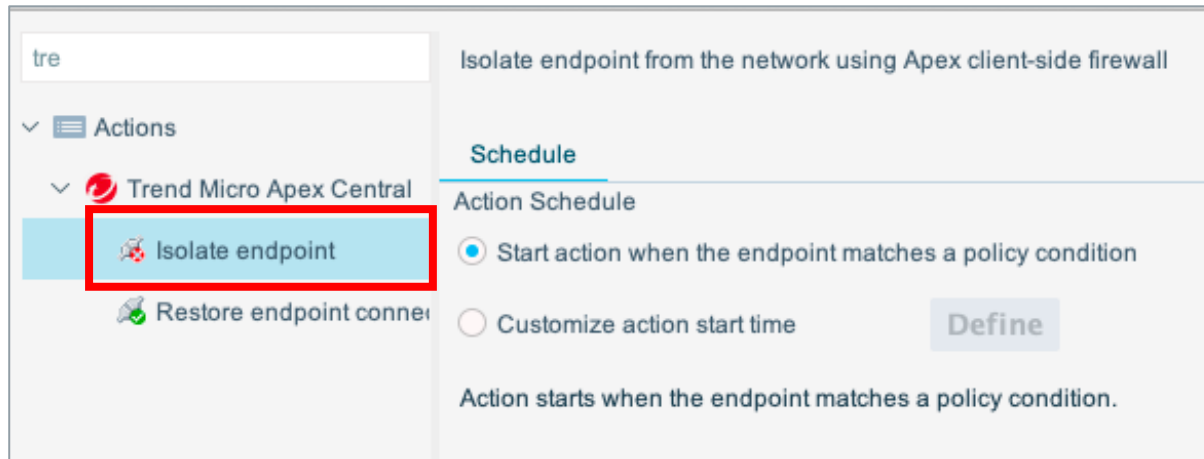 tre
Actions
Trend Micro Apex Central
Isolate endpoint
Restore endpoint
Isolate endpoint from the network using Apex client-side firewall
Schedule
Action Schedule
Start action when the endpoint matches a policy condition
Customize action start time
Define
Action starts when the endpoint matches a policy condition.